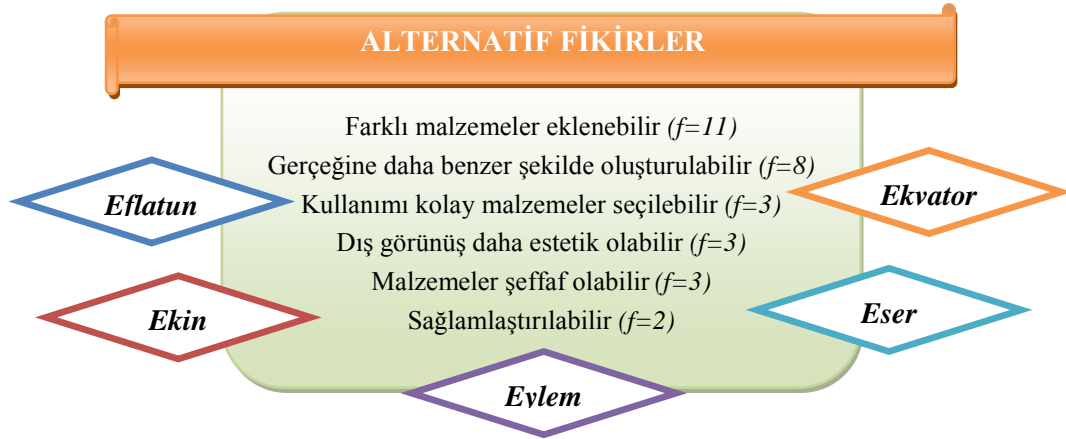 ALTERNATİF FİKİRLER
Farklı malzemeler eklenebilir (f=11)
Gerçeğine daha benzer şekilde oluşturulabilir (f=8)
Eflatun
Kullanımı kolay malzemeler seçilebilir (f=3)
Ekvator
Dış görünüş daha estetik olabilir (f=3)
Malzemeler şeffaf olabilir (f=3)
Ekin
Sağlamlaştırılabilir (f=2)
Eser
Eylem